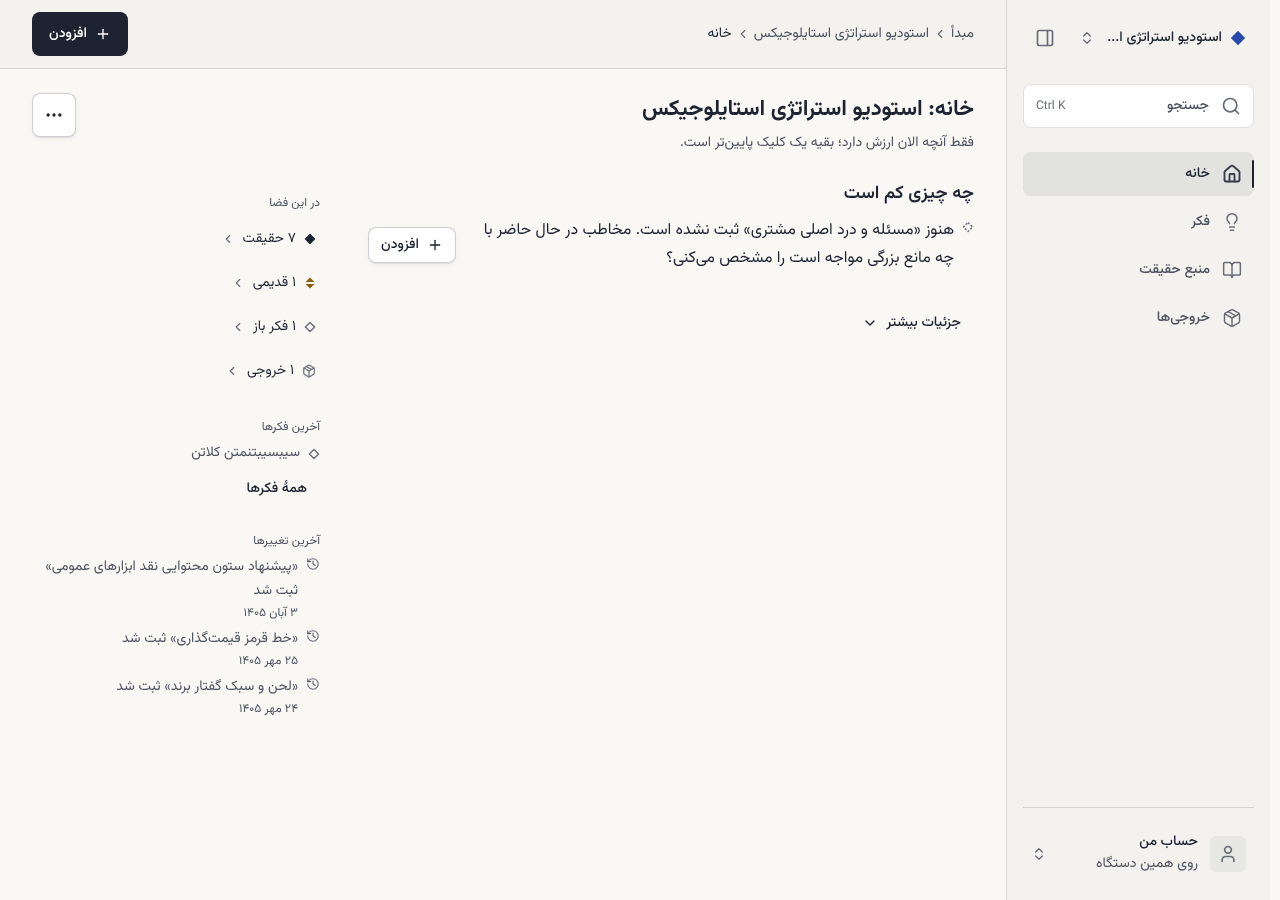 استودیو استراتژی ا...
جستجو
Ctrl K
خانه
فکر
منبع حقیقت
خروجی‌ها
حساب من
روی همین دستگاه
مبدأ
استودیو استراتژی استایلوجیکس
خانه
افزودن
خانه: استودیو استراتژی استایلوجیکس
فقط آنچه الان ارزش دارد؛ بقیه یک کلیک پایین‌تر است.
چه چیزی کم است
هنوز «مسئله و درد اصلی مشتری» ثبت نشده است. مخاطب در حال حاضر با
چه مانع بزرگی مواجه است را مشخص می‌کنی؟
افزودن
جزئیات بیشتر
در این فضا
۷ حقیقت
۱ قدیمی
۱ فکر باز
۱ خروجی
آخرین فکرها
سیبسیبتنمتن کلاتن
همهٔ فکرها
آخرین تغییرها
«پیشنهاد ستون محتوایی نقد ابزارهای عمومی»
ثبت شد
۳ آبان ۱۴۰۵
«خط قرمز قیمت‌گذاری» ثبت شد
۲۵ مهر ۱۴۰۵
«لحن و سبک گفتار برند» ثبت شد
۲۴ مهر ۱۴۰۵